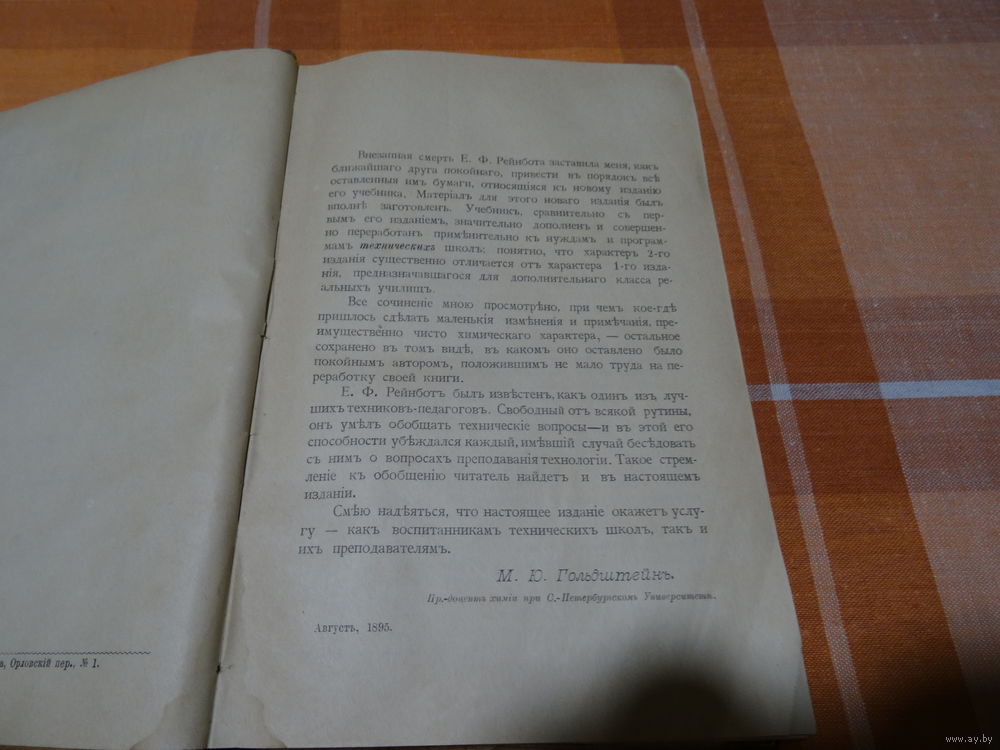 Внезапная смерть Е. Ф. Рейнбота заставила меня, какъ
ближайшаго друга покойнаго, привести въ порядокъ всѣ
оставленныя имъ бумаги, относящіяся къ новому изданію
его учебника. Матеріалъ для этого новаго изданія былъ
вполнѣ заготовленъ. Учебникъ, сравнительно съ пер-
вымъ его изданіемъ, значительно дополненъ и совершен-
но переработанъ примѣнительно къ нуждамъ и програм-
мамъ техническихъ школъ: понятно, что характеръ 2-го
изданія существенно отличается отъ характера 1-го изда-
нія, предназначавшагося для дополнительнаго класса ре-
альныхъ училищъ.
Все сочиненіе мною просмотрѣно, при чемъ кое-гдѣ
пришлось сдѣлать маленькія измѣненія и примѣчанія, пре-
имущественно чисто химическаго характера, — остальное
сохранено въ томъ видѣ, въ какомъ оно оставлено было
покойнымъ авторомъ, положившимъ не мало труда на пе-
реработку своей книги.
Е. Ф. Рейнботъ былъ извѣстенъ, какъ одинъ изъ луч-
шихъ техниковъ-педагоговъ. Свободный отъ всякой рутины,
онъ умѣлъ обобщать техническіе вопросы—и въ этой его
способности убѣждался каждый, имѣвшій случай бесѣдовать
съ нимъ о вопросахъ преподаванія технологіи. Такое стрем-
леніе къ обобщенію читатель найдетъ и въ настоящемъ
изданіи.
Смѣю надѣяться, что настоящее изданіе окажетъ услу-
гу — какъ воспитанникамъ техническихъ школъ, такъ и
ихъ преподавателямъ.
М. Ю. Гольдштейнъ.
Пр.-доцентъ химіи при С.-Петербургскомъ Университетѣ.
Августъ, 1895.
в, Орловскій пер., № 1.
www.ay.by